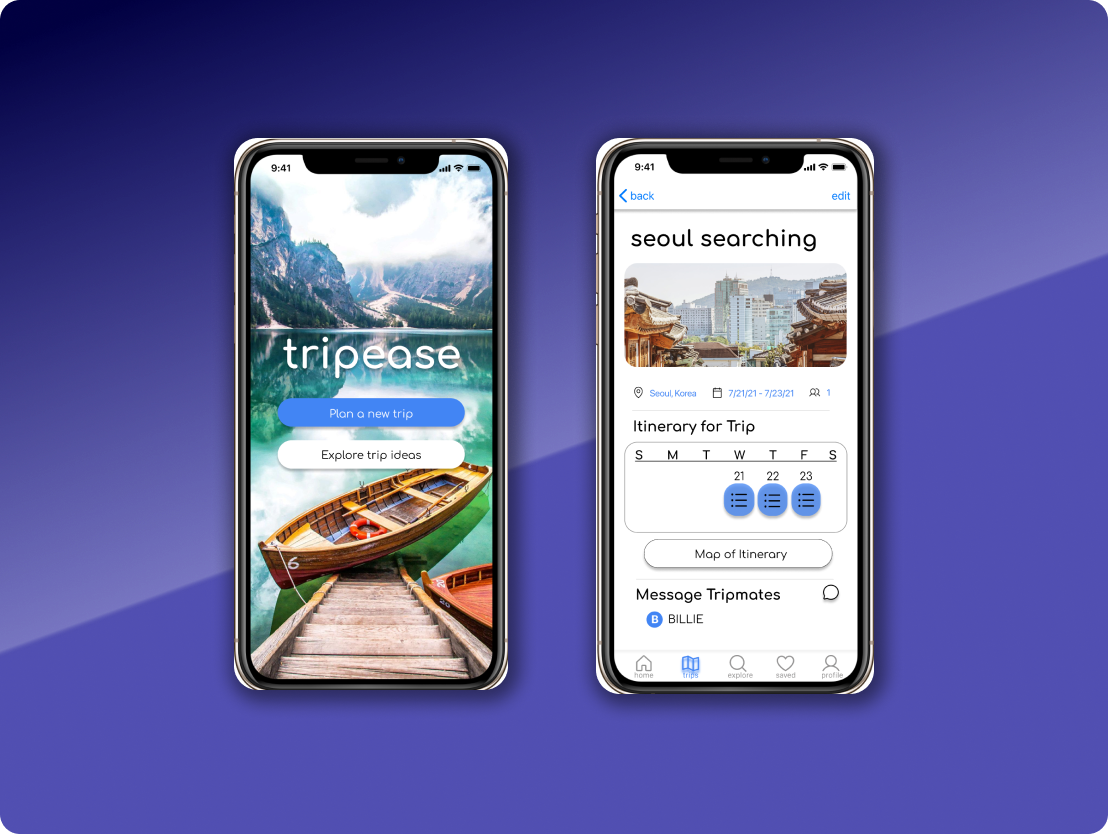 9:41
tripease
Plan a new trip
Explore trip ideas
6
9:41
back edit
seoul searching
Seoul, Korea 7/21/21 - 7/23/21 1
Itinerary for Trip
S M T W T F S
21 22 23
Map of Itinerary
Message Tripmates
B BILLIE
home trips explore saved profile